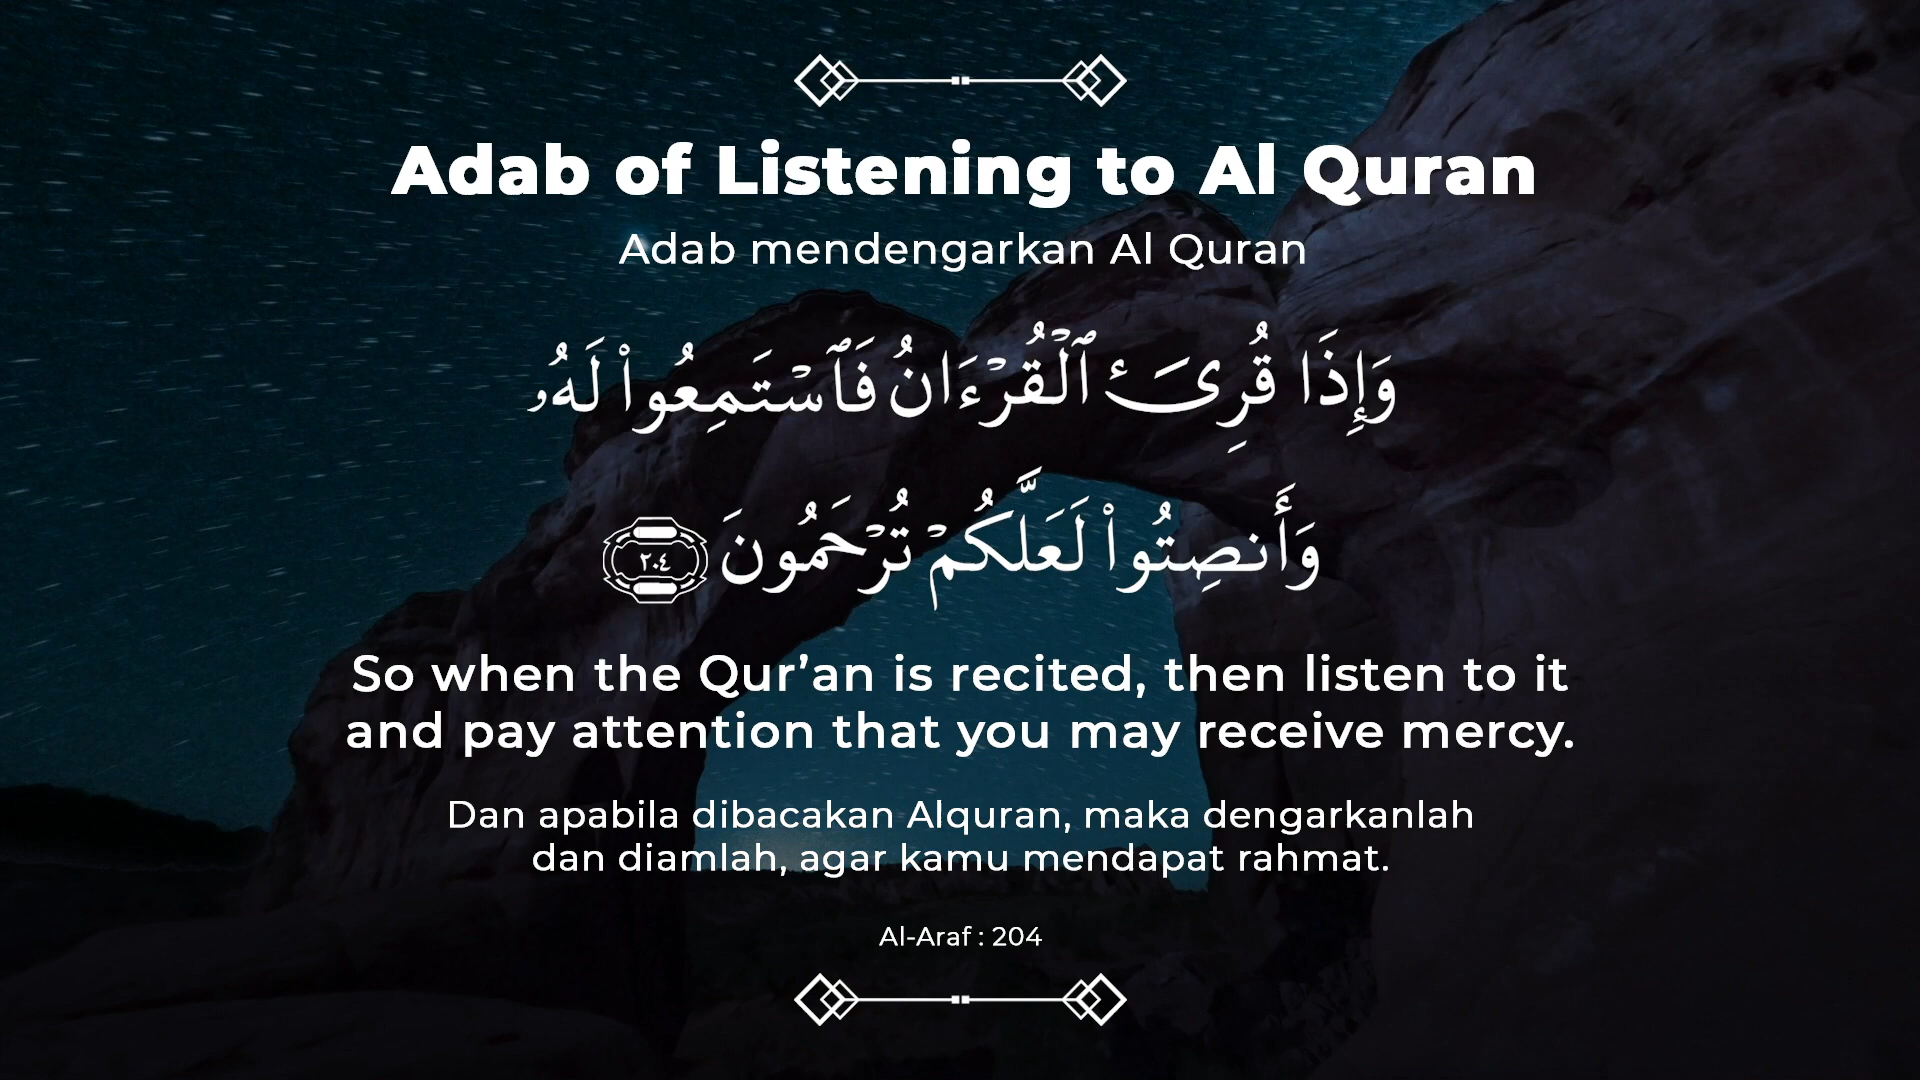 Adab of Listening to Al Quran
Adab mendengarkan Al Quran
وَإِذَا قُرِئَ ٱلْقُرْءَانُ فَٱسْتَمِعُوا۟ لَهُۥ
وَأَنصِتُوا۟ لَعَلَّكُمْ تُرْحَمُونَ ٢٠٤
So when the Qur’an is recited, then listen to it
and pay attention that you may receive mercy.
Dan apabila dibacakan Alquran, maka dengarkanlah
dan diamlah, agar kamu mendapat rahmat.
Al-Araf : 204